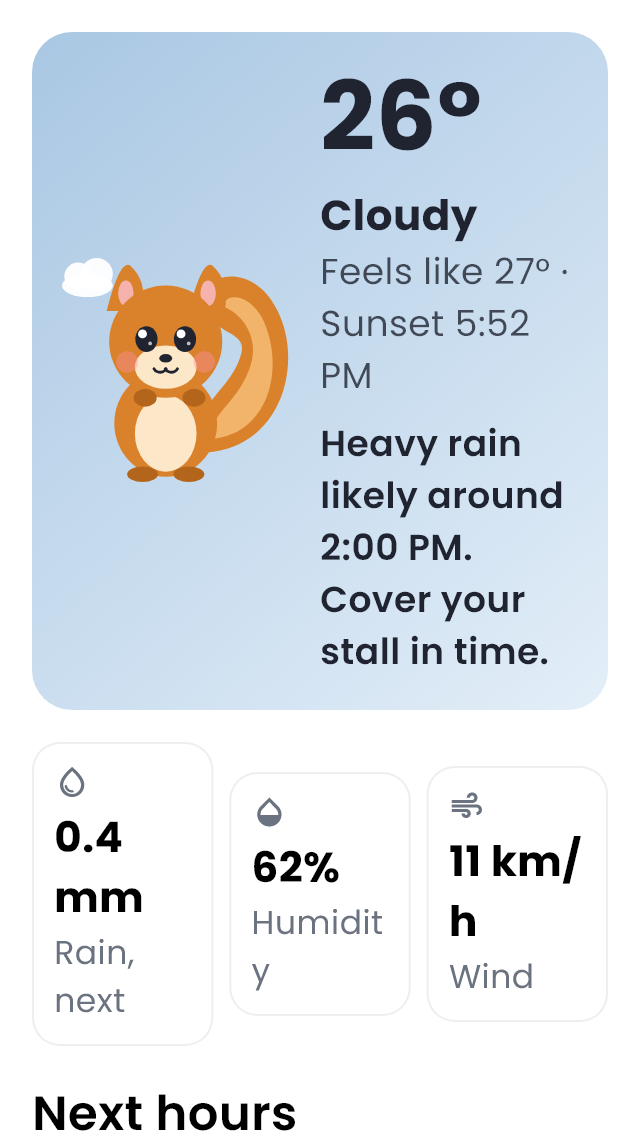 26°
Cloudy
Feels like 27° ·
Sunset 5:52
PM
Heavy rain
likely around
2:00 PM.
Cover your
stall in time.
0.4
mm
Rain,
next
62%
Humidit
y
11 km/
h
Wind
Next hours